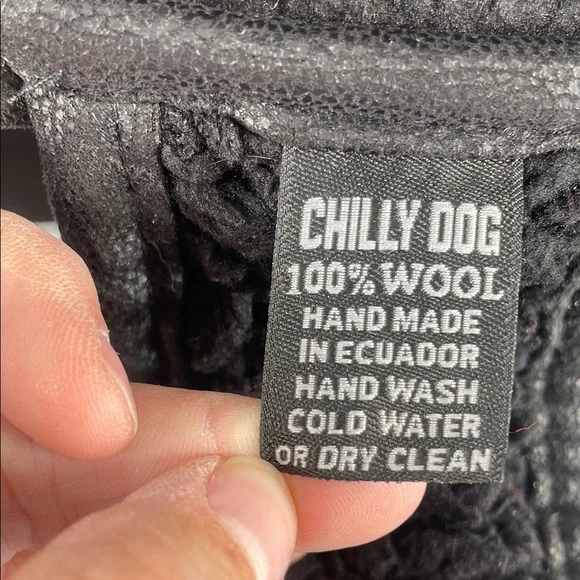 CHILLY DOG
100% WOOL
HAND MADE
IN ECUADOR
HAND WASH
COLD WATER
OR DRY CLEAN